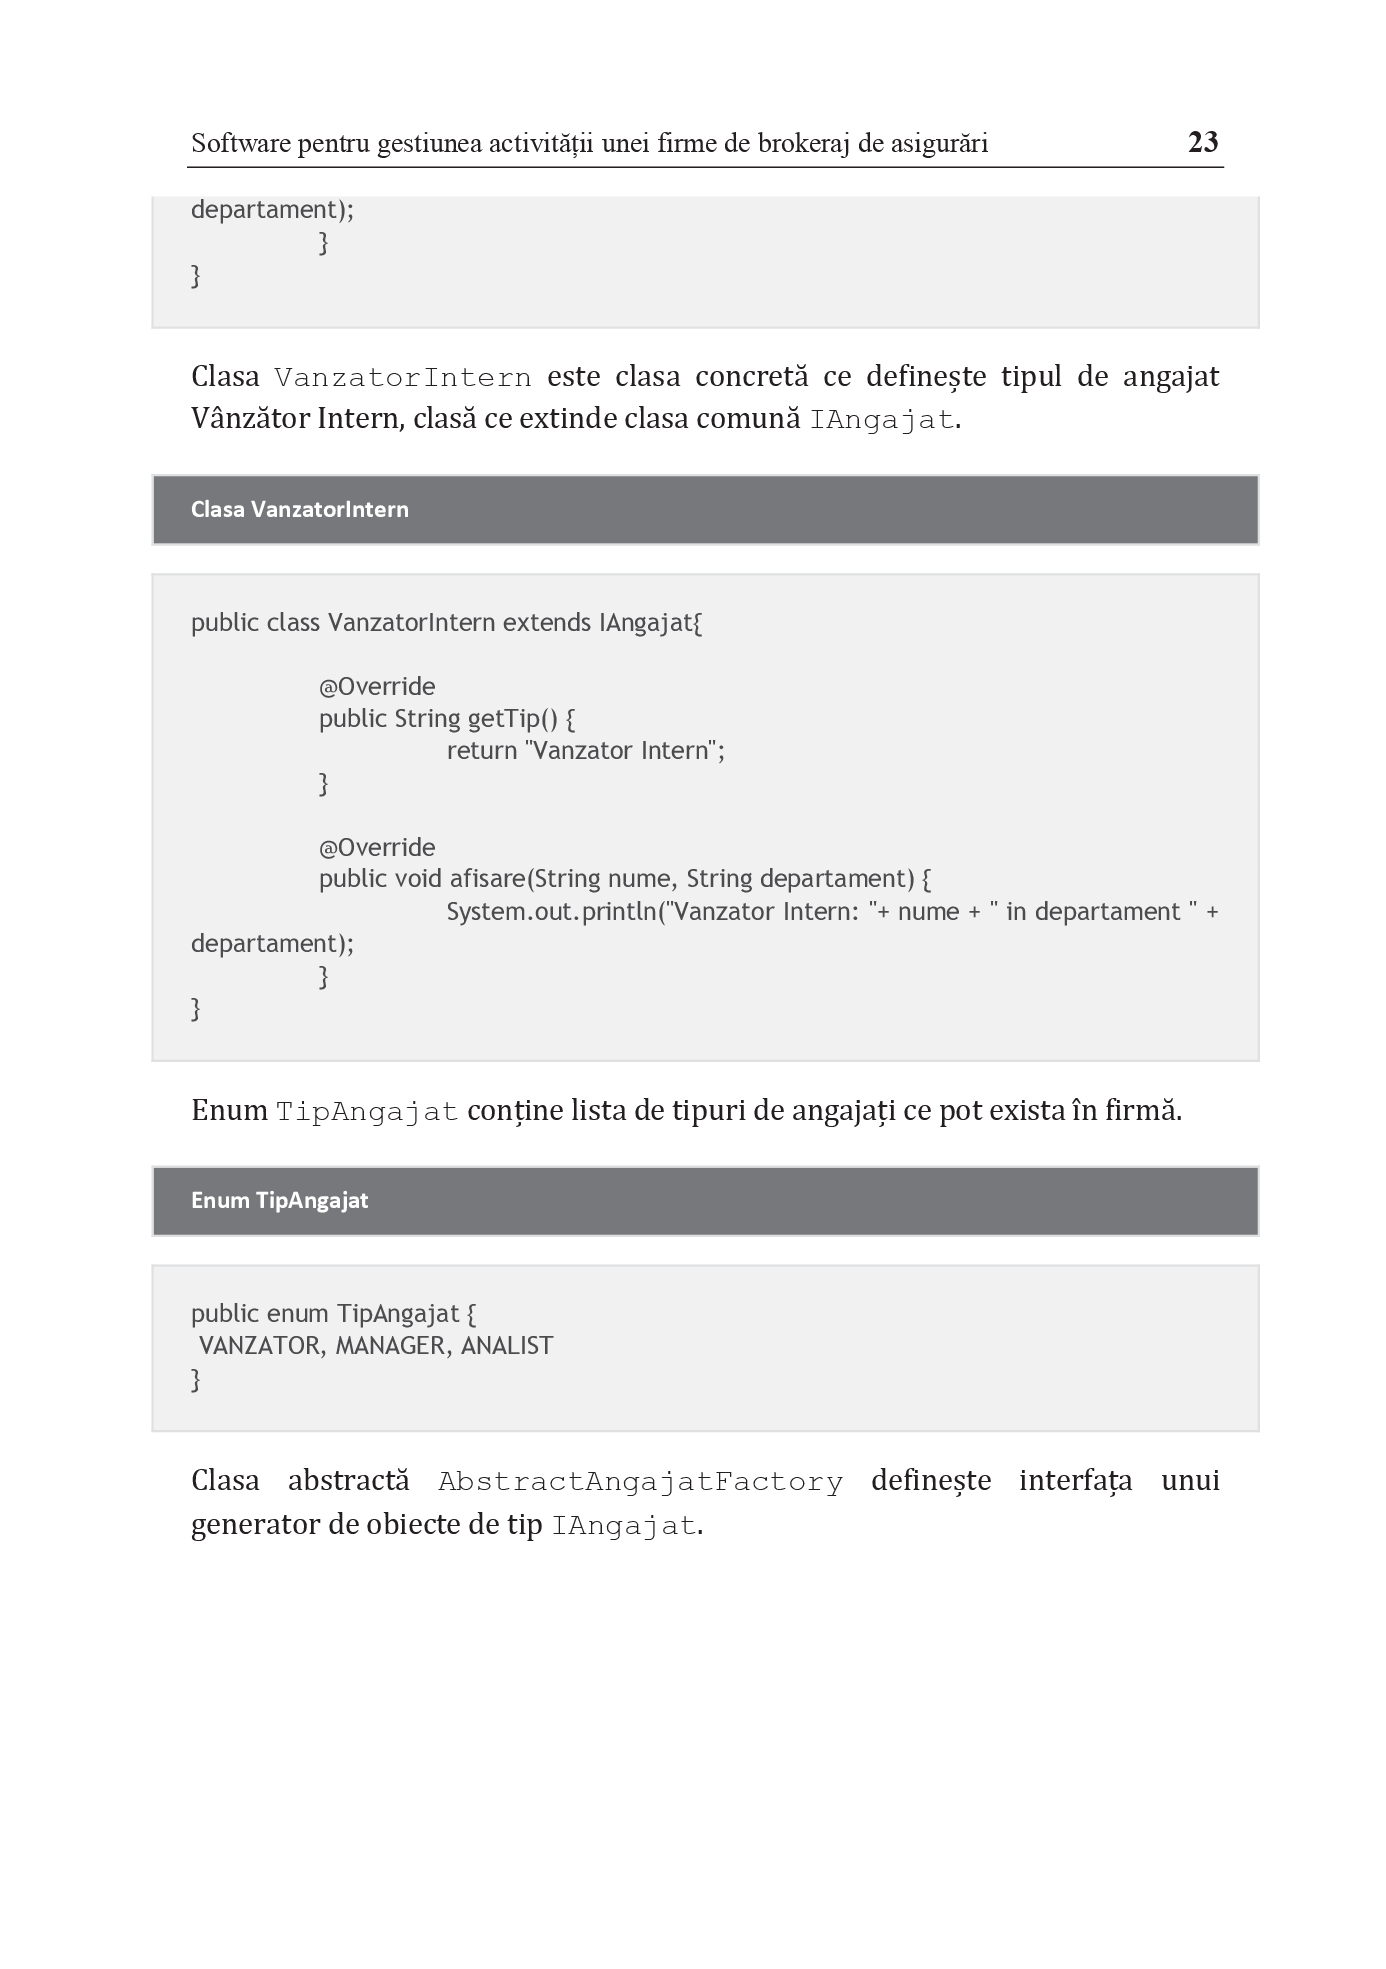 Software pentru gestiunea activității unei firme de brokeraj de asigurări 23
departament);
}
}
Clasa VanzatorIntern este clasa concretă ce definește tipul de angajat
Vânzător Intern, clasă ce extinde clasa comună IAngajat.
Clasa VanzatorIntern
public class VanzatorIntern extends IAngajat{
@Override
public String getTip() {
return "Vanzator Intern";
}
@Override
public void afisare(String nume, String departament) {
System.out.println("Vanzator Intern: "+ nume + " in departament " +
departament);
}
}
Enum TipAngajat conține lista de tipuri de angajați ce pot exista în firmă.
Enum TipAngajat
public enum TipAngajat {
VANZATOR, MANAGER, ANALIST
}
Clasa abstractă AbstractAngajatFactory definește interfața unui
generator de obiecte de tip IAngajat.